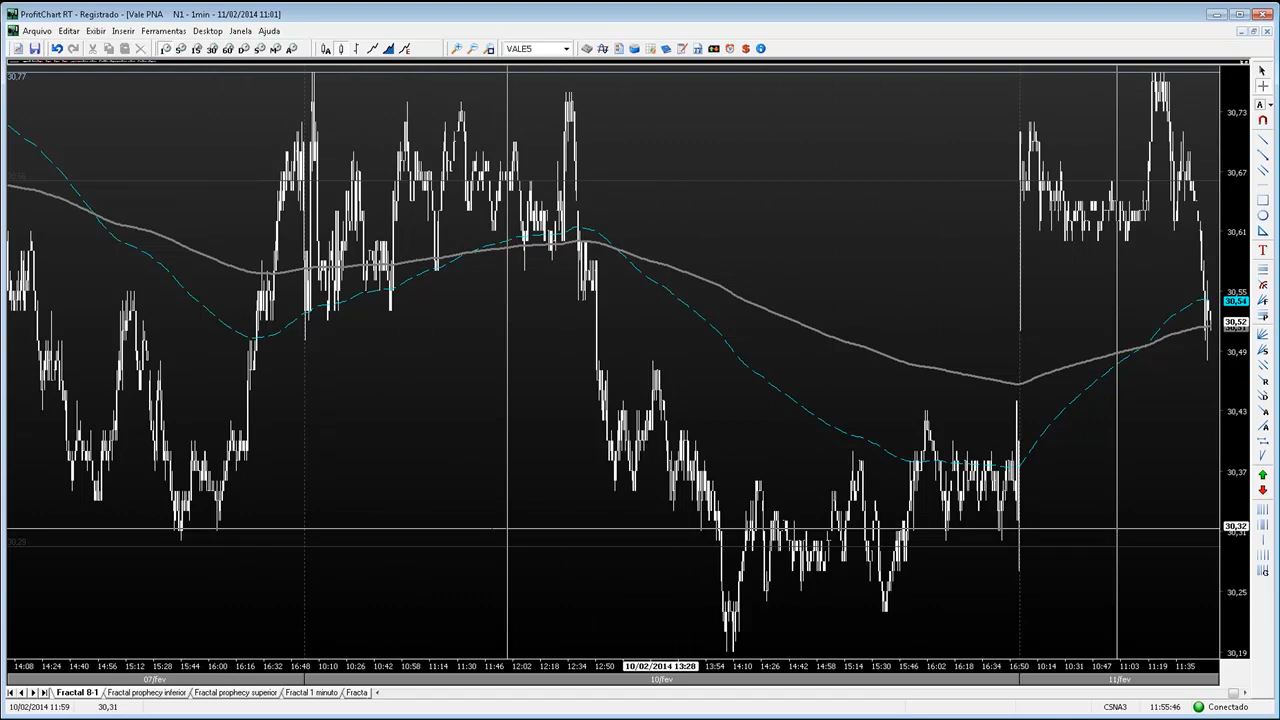 ProfitChart RT - Registrado - [Vale PNA N1 - 1min - 11/02/2014 11:01]
Arquivo Editar Exibir Inserir Ferramentas Desktop Janela Ajuda
VALE5
30,77
30,73
30,67
30,61
30,55
30,54
30,52
30,49
30,43
30,37
30,32
30,31
30,29
30,25
30,19
14:08 14:24 14:40 14:56 15:12 15:28 15:44 16:00 16:16 16:32 16:48 10:10 10:26 10:42 10:58 11:14 11:30 11:46 12:02 12:18 12:34 12:50 10/02/2014 13:28 13:54 14:10 14:26 14:42 14:58 15:14 15:30 15:46 16:02 16:18 16:34 16:50 10:14 10:31 10:47 11:03 11:19 11:35
07/fev 10/fev 11/fev
Fractal 8-1 Fractal prophecy inferior Fractal prophecy superior Fractal 1 minuto Fracta
10/02/2014 11:59 30,31 CSNA3 11:55:46 Conectado